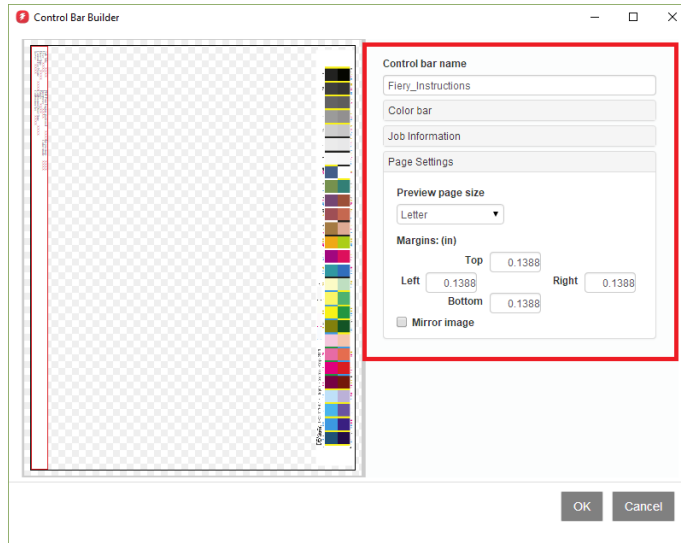 Control Bar Builder
Control bar name
Fiery_Instructions
Color bar
Job Information
Page Settings
Preview page size
Letter
Margins: (in)
Top 0.1388
Left 0.1388 Right 0.1388
Bottom 0.1388
Mirror image
OK Cancel